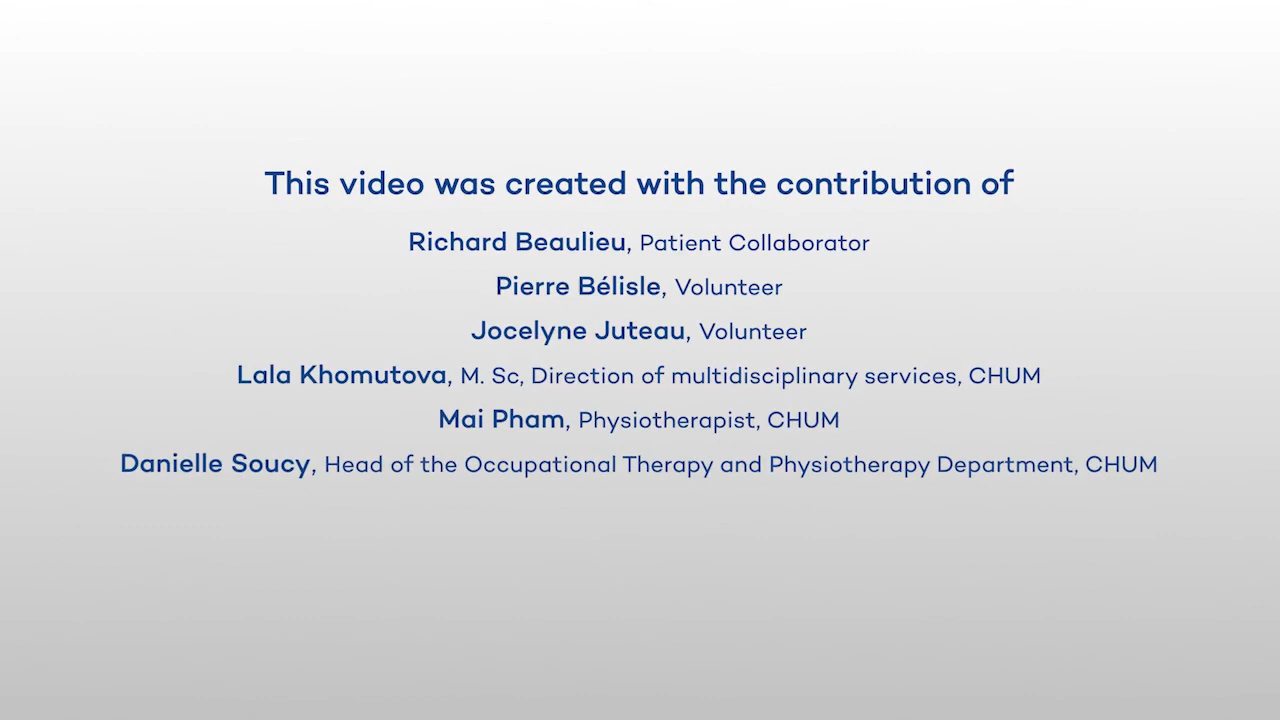 This video was created with the contribution of
Richard Beaulieu, Patient Collaborator
Pierre Bélisle, Volunteer
Jocelyne Juteau, Volunteer
Lala Khomutova, M. Sc, Direction of multidisciplinary services, CHUM
Mai Pham, Physiotherapist, CHUM
Danielle Soucy, Head of the Occupational Therapy and Physiotherapy Department, CHUM